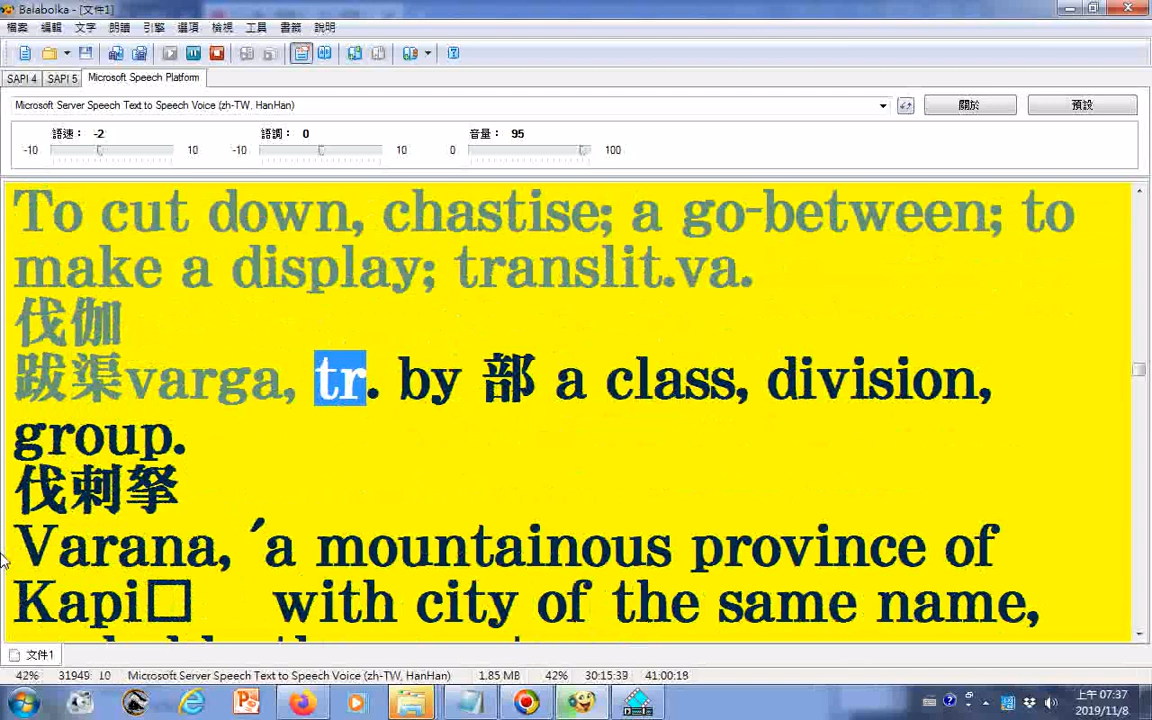 Balabolka - [文件1]
檔案 編輯 文字 朗讀 引擎 選項 檢視 工具 書籤 說明
SAPI 4 SAPI 5 Microsoft Speech Platform
Microsoft Server Speech Text to Speech Voice (zh-TW, HanHan) 關於 預設
語速： -2 語調： 0 音量： 95
-10 10 -10 10 0 100
To cut down, chastise; a go-between; to
make a display; translit.va.
伐伽
跋渠varga, tr. by 部 a class, division,
group.
伐剌拏
Varana, ´a mountainous province of
Kapi□ with city of the same name,
文件1
42% 31949: 10 Microsoft Server Speech Text to Speech Voice (zh-TW, HanHan) 1.85 MB 42% 30:15:39 41:00:18
上午 07:37
2019/11/8